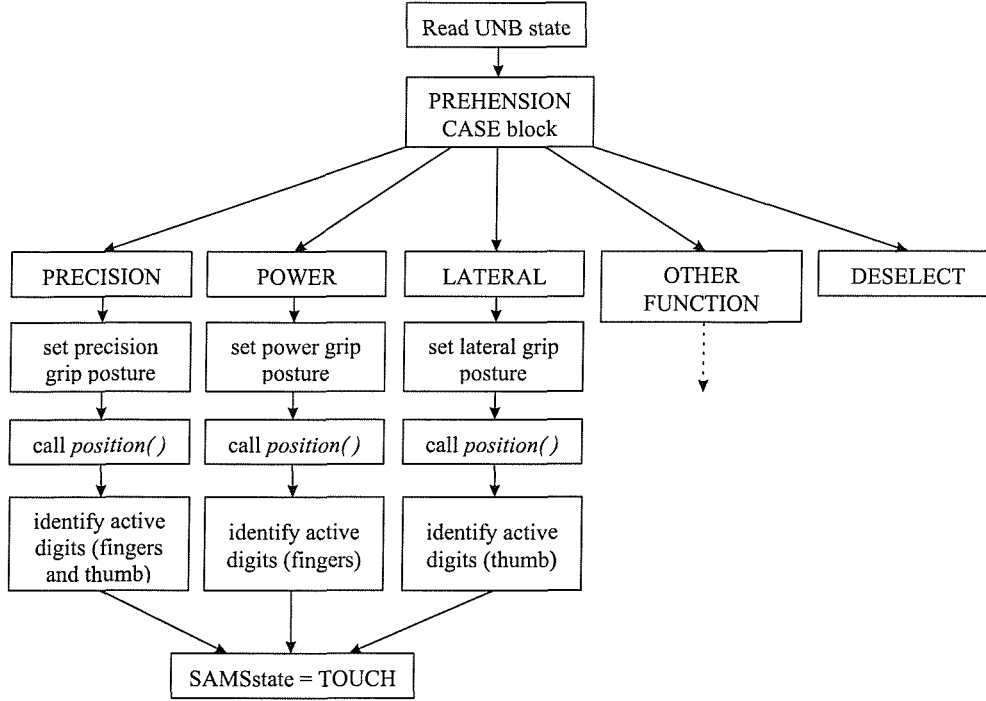 Read UNB state
PREHENSION
CASE block
PRECISION
POWER
LATERAL
OTHER
FUNCTION
DESELECT
set precision
grip posture
set power grip
posture
set lateral grip
posture
call position()
call position()
call position()
identify active
digits (fingers
and thumb)
identify active
digits (fingers)
identify active
digits (thumb)
SAMSstate = TOUCH